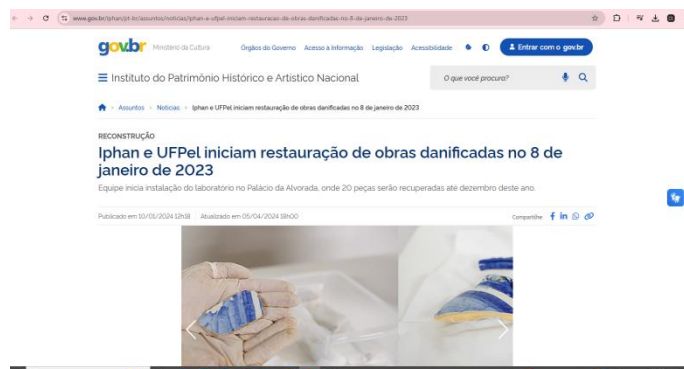 www.gov.br/iphan/pt-br/assuntos/noticias/iphan-e-ufpel-iniciam-restauracao-de-obras-danificadas-no-8-de-janeiro-de-2023
gov.br Ministério da Cultura Órgãos do Governo Acesso à Informação Legislação Acessibilidade Entrar com o gov.br
Instituto do Patrimônio Histórico e Artístico Nacional O que você procura?
Assuntos Notícias Iphan e UFPel iniciam restauração de obras danificadas no 8 de janeiro de 2023
RECONSTRUÇÃO
Iphan e UFPel iniciam restauração de obras danificadas no 8 de
janeiro de 2023
Equipe inicia instalação do laboratório no Palácio da Alvorada, onde 20 peças serão recuperadas até dezembro deste ano.
Publicado em 10/01/2024 12h18 Atualizado em 05/04/2024 18h00 Compartilhe